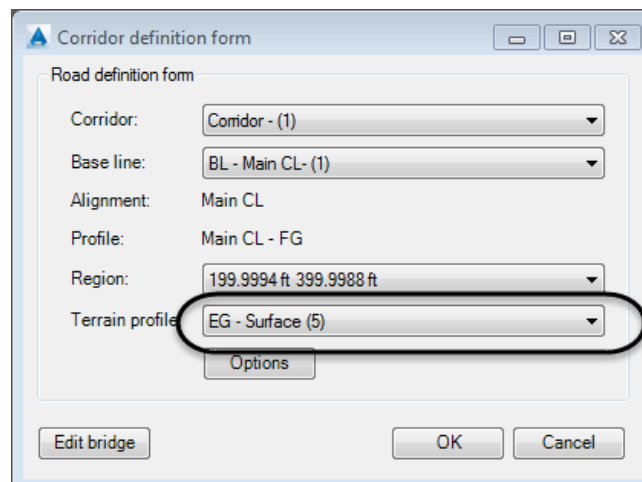 Corridor definition form
Road definition form
Corridor: Corridor - (1)
Base line: BL - Main CL- (1)
Alignment: Main CL
Profile: Main CL - FG
Region: 199.9994 ft 399.9988 ft
Terrain profile EG - Surface (5)
Options
Edit bridge OK Cancel